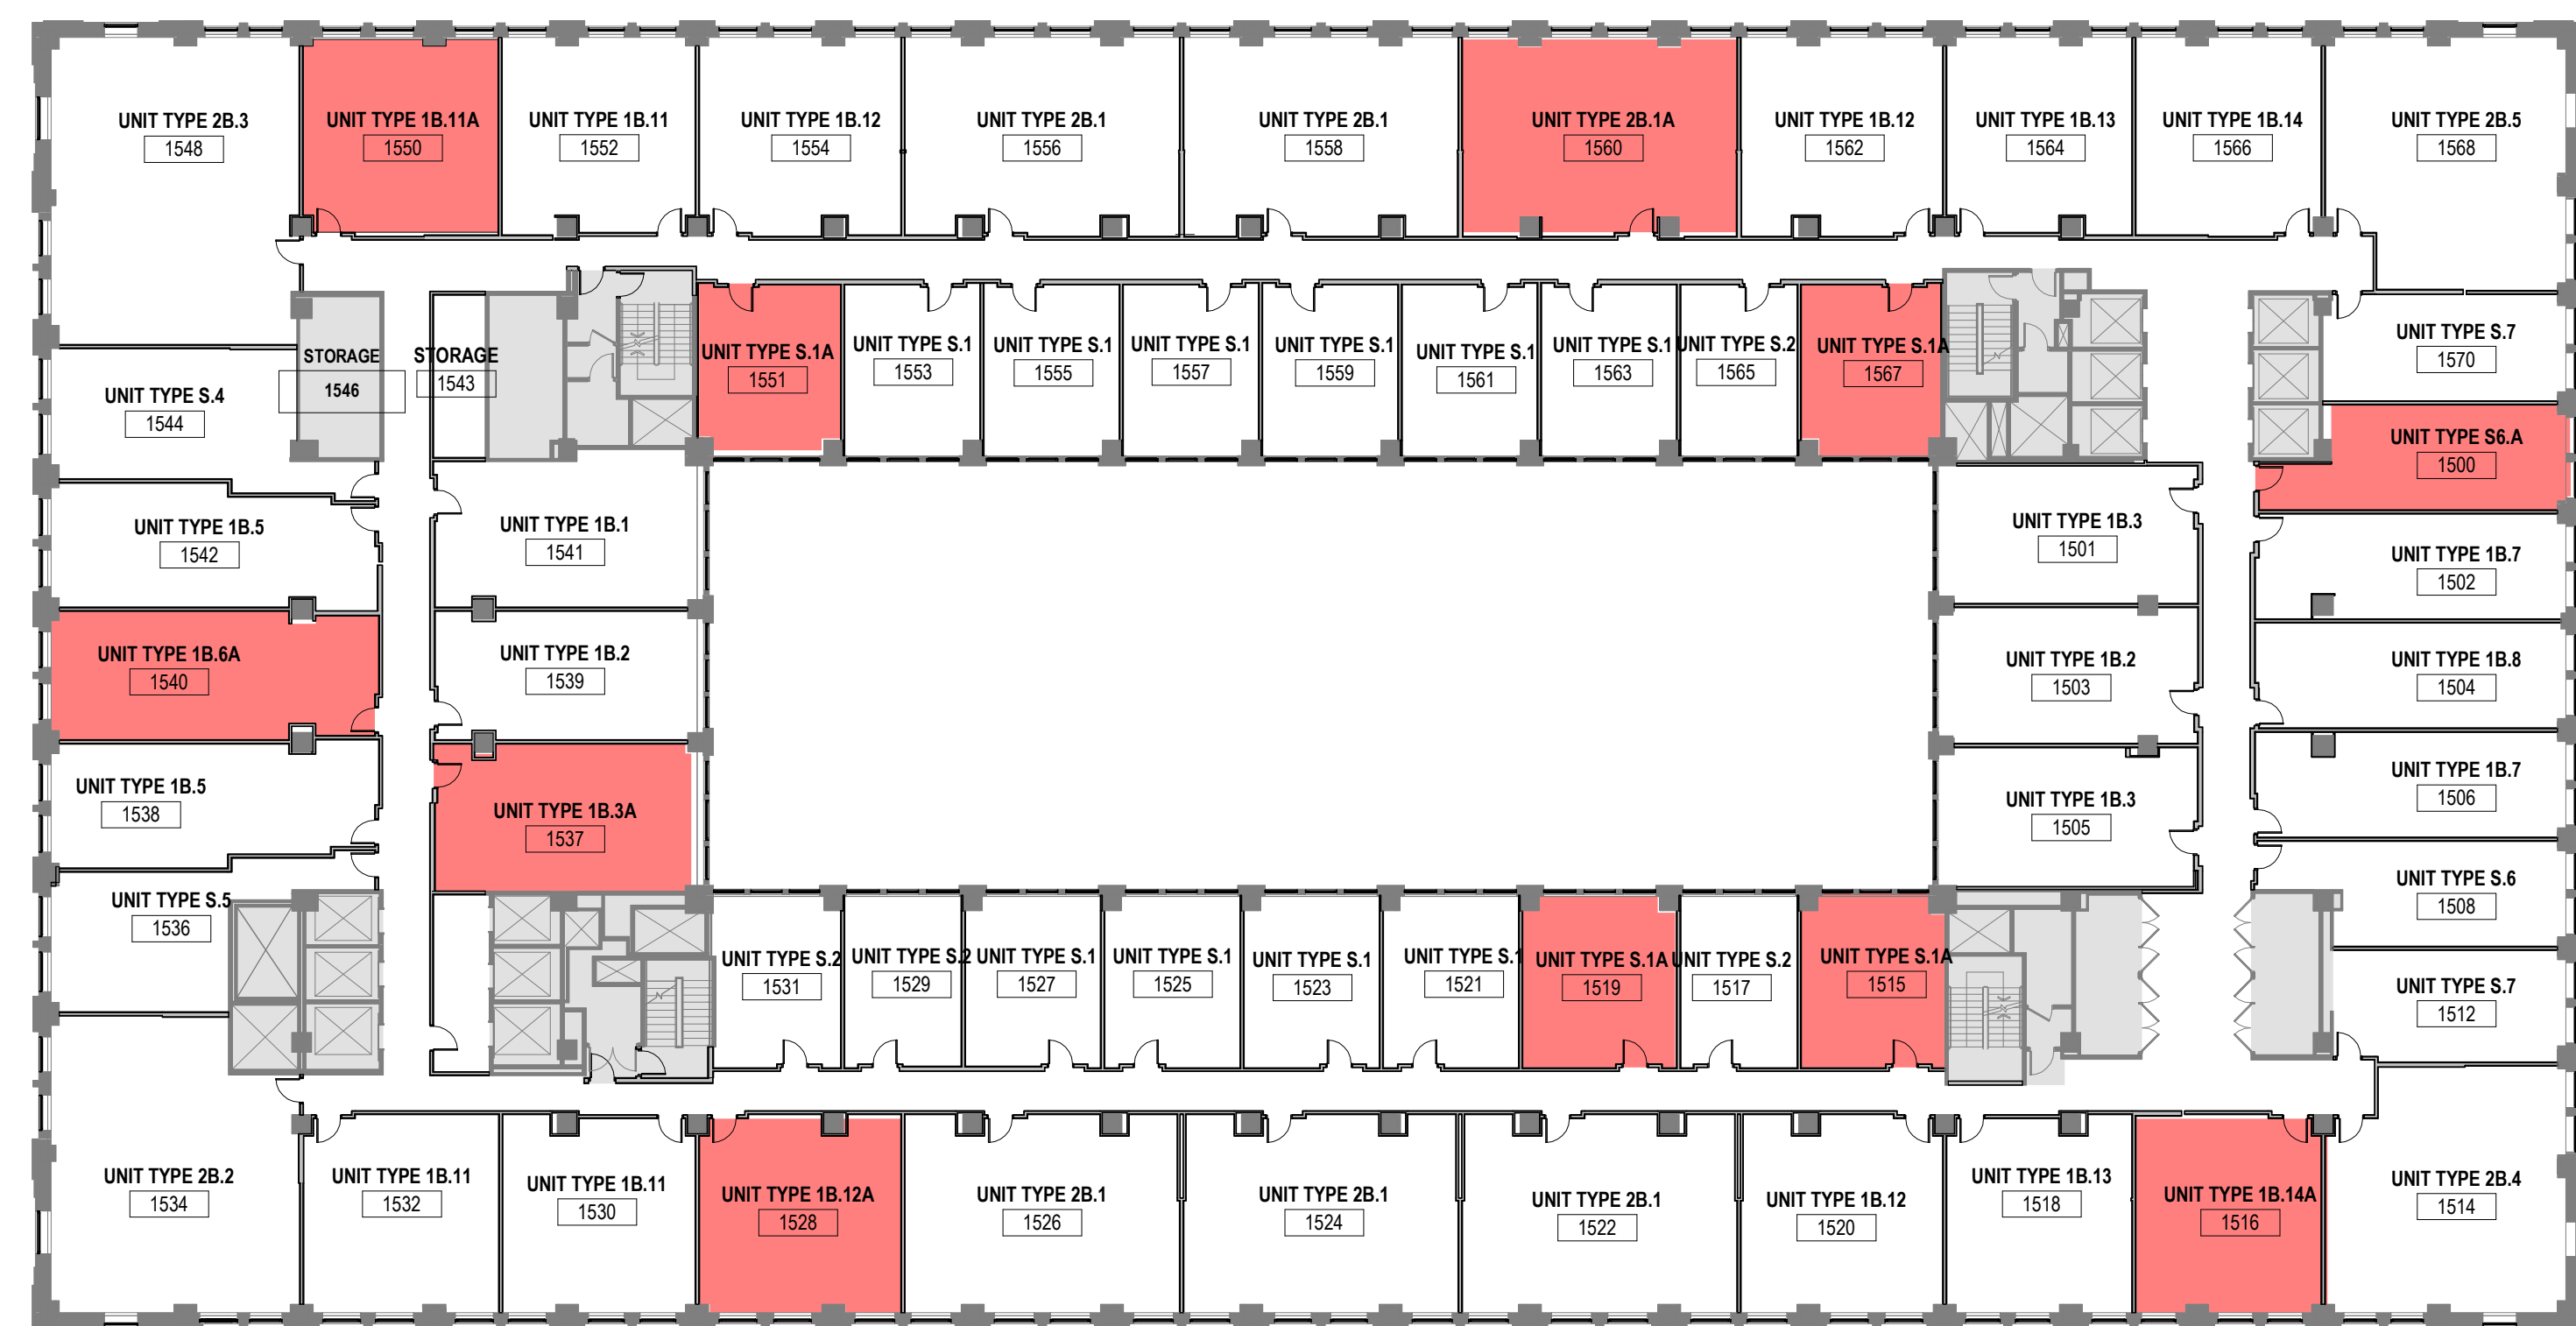 UNIT TYPE 2B.3
1548
UNIT TYPE 1B.11A
1550
UNIT TYPE 1B.11
1552
UNIT TYPE 1B.12
1554
UNIT TYPE 2B.1
1556
UNIT TYPE 2B.1
1558
UNIT TYPE 2B.1A
1560
UNIT TYPE 1B.12
1562
UNIT TYPE 1B.13
1564
UNIT TYPE 1B.14
1566
UNIT TYPE 2B.5
1568
STORAGE
1546
STORAGE
1543
UNIT TYPE S.1A
1551
UNIT TYPE S.1
1553
UNIT TYPE S.1
1555
UNIT TYPE S.1
1557
UNIT TYPE S.1
1559
UNIT TYPE S.1
1561
UNIT TYPE S.1
1563
UNIT TYPE S.2
1565
UNIT TYPE S.1A
1567
UNIT TYPE S.7
1570
UNIT TYPE S.4
1544
UNIT TYPE S6.A
1500
UNIT TYPE 1B.5
1542
UNIT TYPE 1B.1
1541
UNIT TYPE 1B.3
1501
UNIT TYPE 1B.7
1502
UNIT TYPE 1B.6A
1540
UNIT TYPE 1B.2
1539
UNIT TYPE 1B.2
1503
UNIT TYPE 1B.8
1504
UNIT TYPE 1B.5
1538
UNIT TYPE 1B.3A
1537
UNIT TYPE 1B.3
1505
UNIT TYPE 1B.7
1506
UNIT TYPE S.5
1536
UNIT TYPE S.6
1508
UNIT TYPE S.2
1531
UNIT TYPE S.2
1529
UNIT TYPE S.1
1527
UNIT TYPE S.1
1525
UNIT TYPE S.1
1523
UNIT TYPE S.1
1521
UNIT TYPE S.1A
1519
UNIT TYPE S.2
1517
UNIT TYPE S.1A
1515
UNIT TYPE S.7
1512
UNIT TYPE 2B.2
1534
UNIT TYPE 1B.11
1532
UNIT TYPE 1B.11
1530
UNIT TYPE 1B.12A
1528
UNIT TYPE 2B.1
1526
UNIT TYPE 2B.1
1524
UNIT TYPE 2B.1
1522
UNIT TYPE 1B.12
1520
UNIT TYPE 1B.13
1518
UNIT TYPE 1B.14A
1516
UNIT TYPE 2B.4
1514